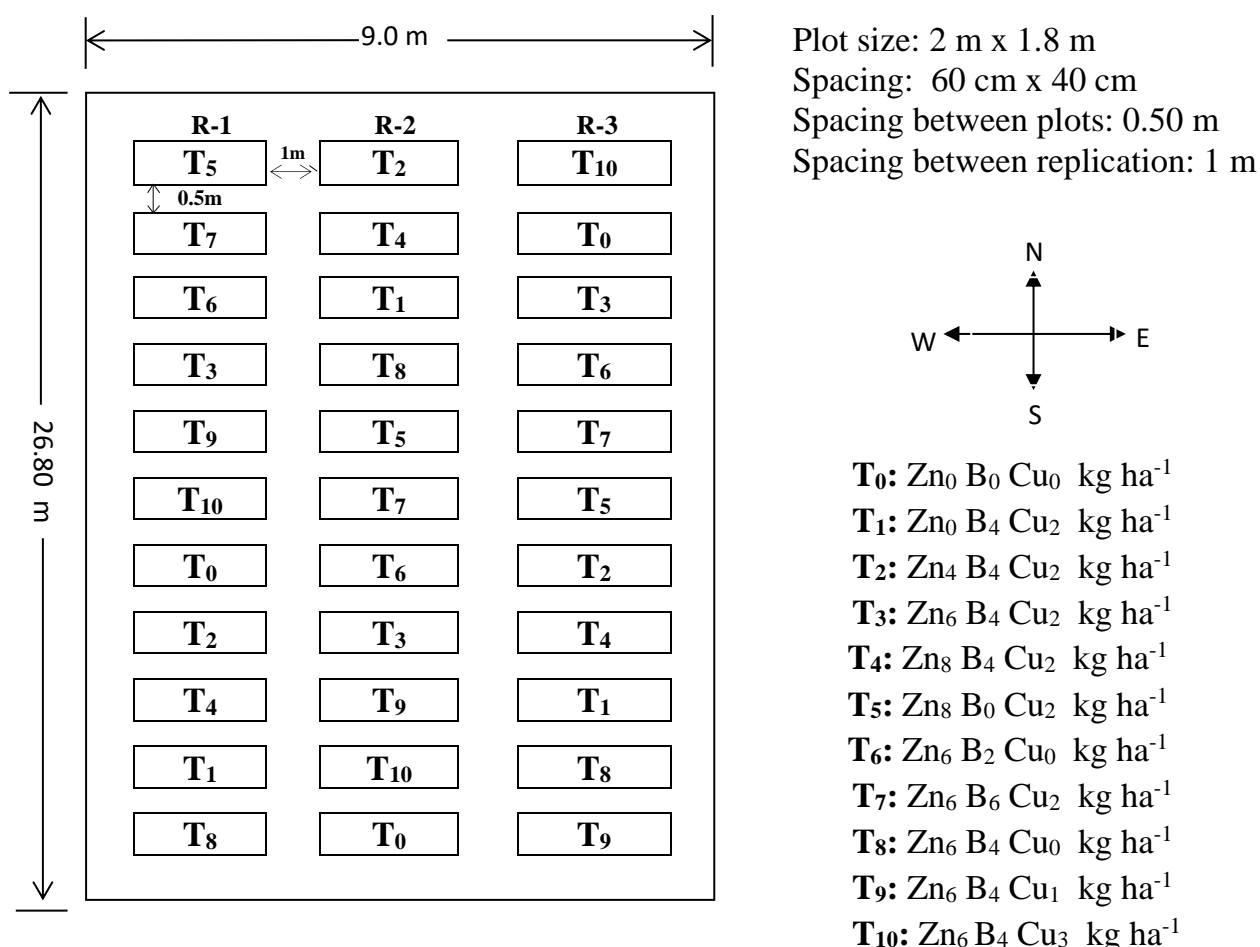 9.0 m
Plot size: 2 m x 1.8 m
Spacing: 60 cm x 40 cm
Spacing between plots: 0.50 m
Spacing between replication: 1 m
R-1 R-2 R-3
T5 1m T2 T10
0.5m
T7 T4 T0
T6 T1 T3
T3 T8 T6
T9 T5 T7
T10 T7 T5
T0 T6 T2
T2 T3 T4
T4 T9 T1
T1 T10 T8
T8 T0 T9
26.80 m
N
W E
S
T0: Zn0 B0 Cu0 kg ha-1
T1: Zn0 B4 Cu2 kg ha-1
T2: Zn4 B4 Cu2 kg ha-1
T3: Zn6 B4 Cu2 kg ha-1
T4: Zn8 B4 Cu2 kg ha-1
T5: Zn8 B0 Cu2 kg ha-1
T6: Zn6 B2 Cu0 kg ha-1
T7: Zn6 B6 Cu2 kg ha-1
T8: Zn6 B4 Cu0 kg ha-1
T9: Zn6 B4 Cu1 kg ha-1
T10: Zn6 B4 Cu3 kg ha-1